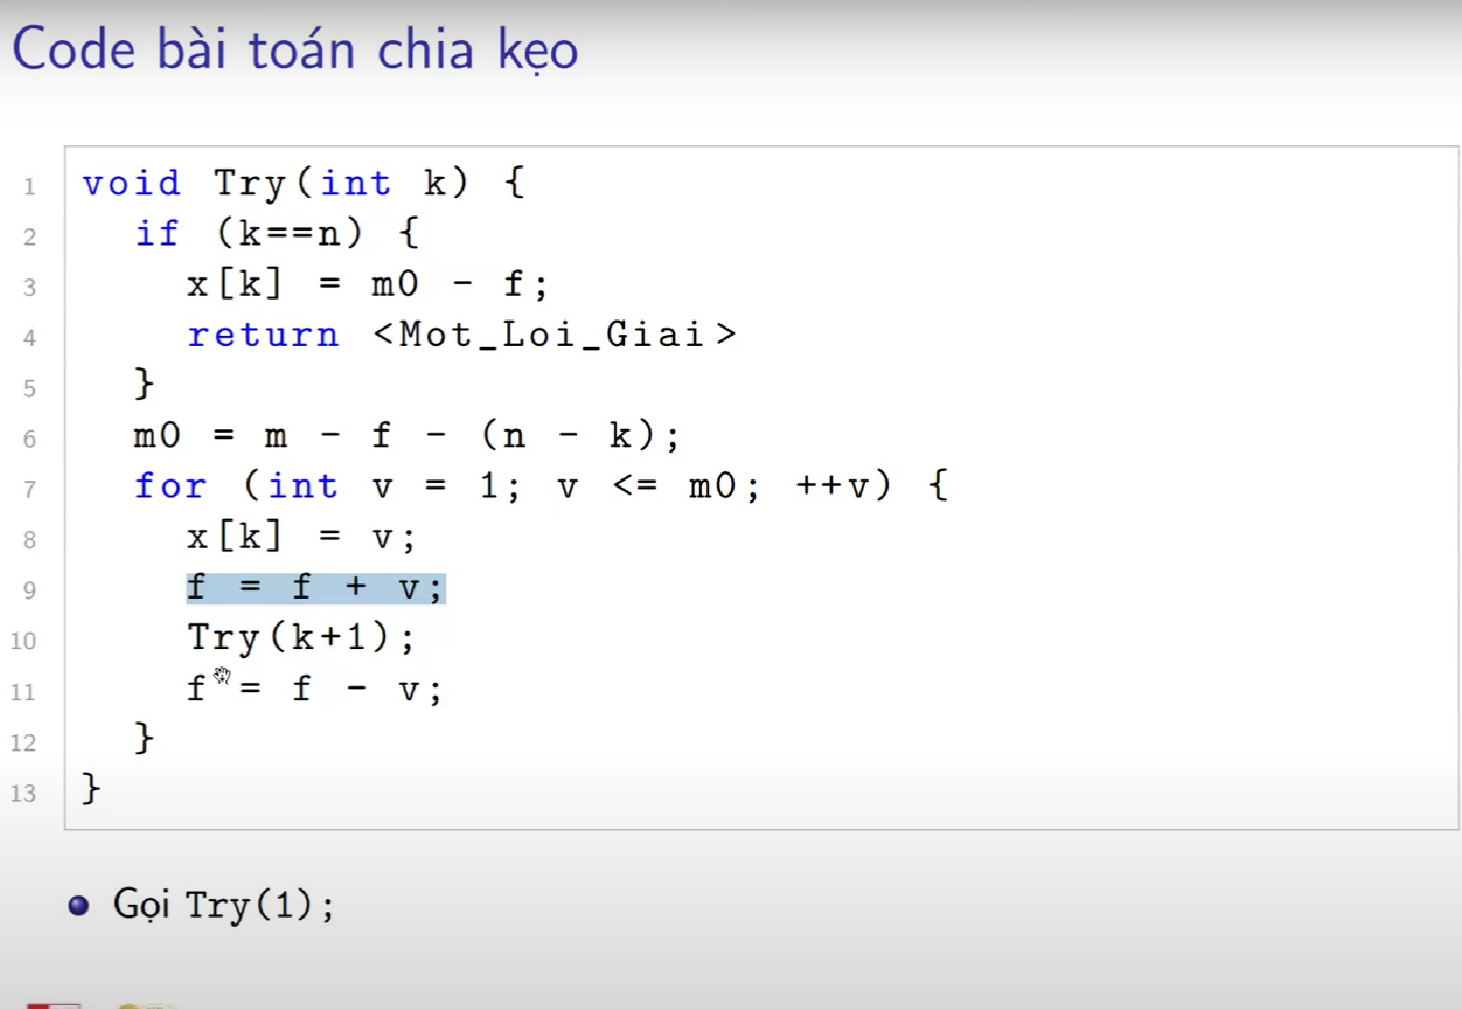 Code bài toán chia kẹo
1 void Try(int k) {
2 if (k==n) {
3 x[k] = m0 - f;
4 return <Mot_Loi_Giai>
5 }
6 m0 = m - f - (n - k);
7 for (int v = 1; v <= m0; ++v) {
8 x[k] = v;
9 f = f + v;
10 Try(k+1);
11 f = f - v;
12 }
13 }
Gọi Try(1);